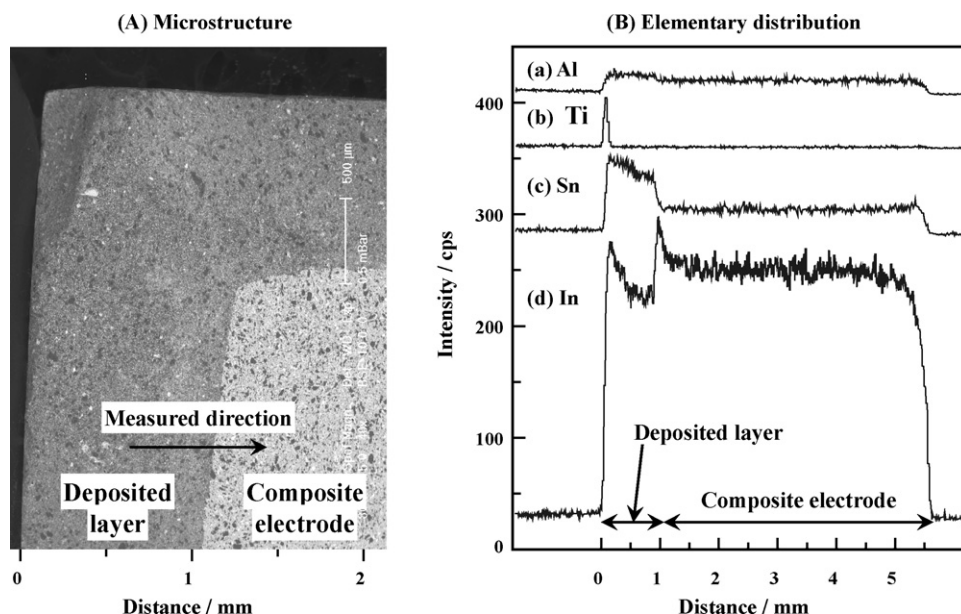 (A) Microstructure
500 µm
Measured direction
Deposited
layer
Composite
electrode
0 1 2
Distance / mm
(B) Elementary distribution
(a) Al
(b) Ti
(c) Sn
(d) In
Intensity / cps
400
300
200
100
0
Deposited layer
Composite electrode
0 1 2 3 4 5
Distance / mm